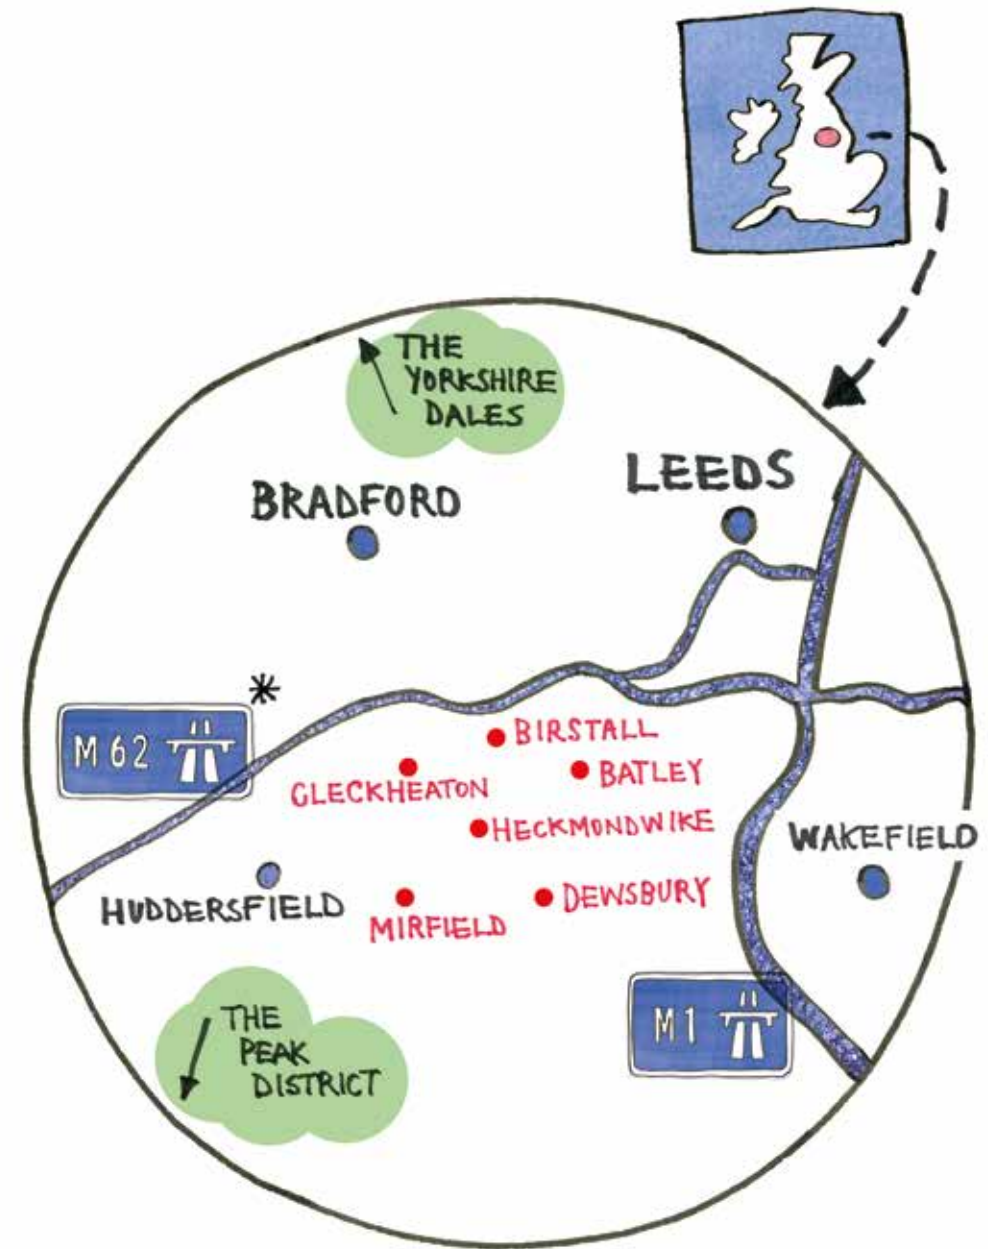 THE
YORKSHIRE
DALES
LEEDS
BRADFORD
*
M 62
BIRSTALL
CLECKHEATON
BATLEY
HECKMONDWIKE
WAKEFIELD
HUDDERSFIELD
DEWSBURY
MIRFIELD
M1
THE
PEAK
DISTRICT